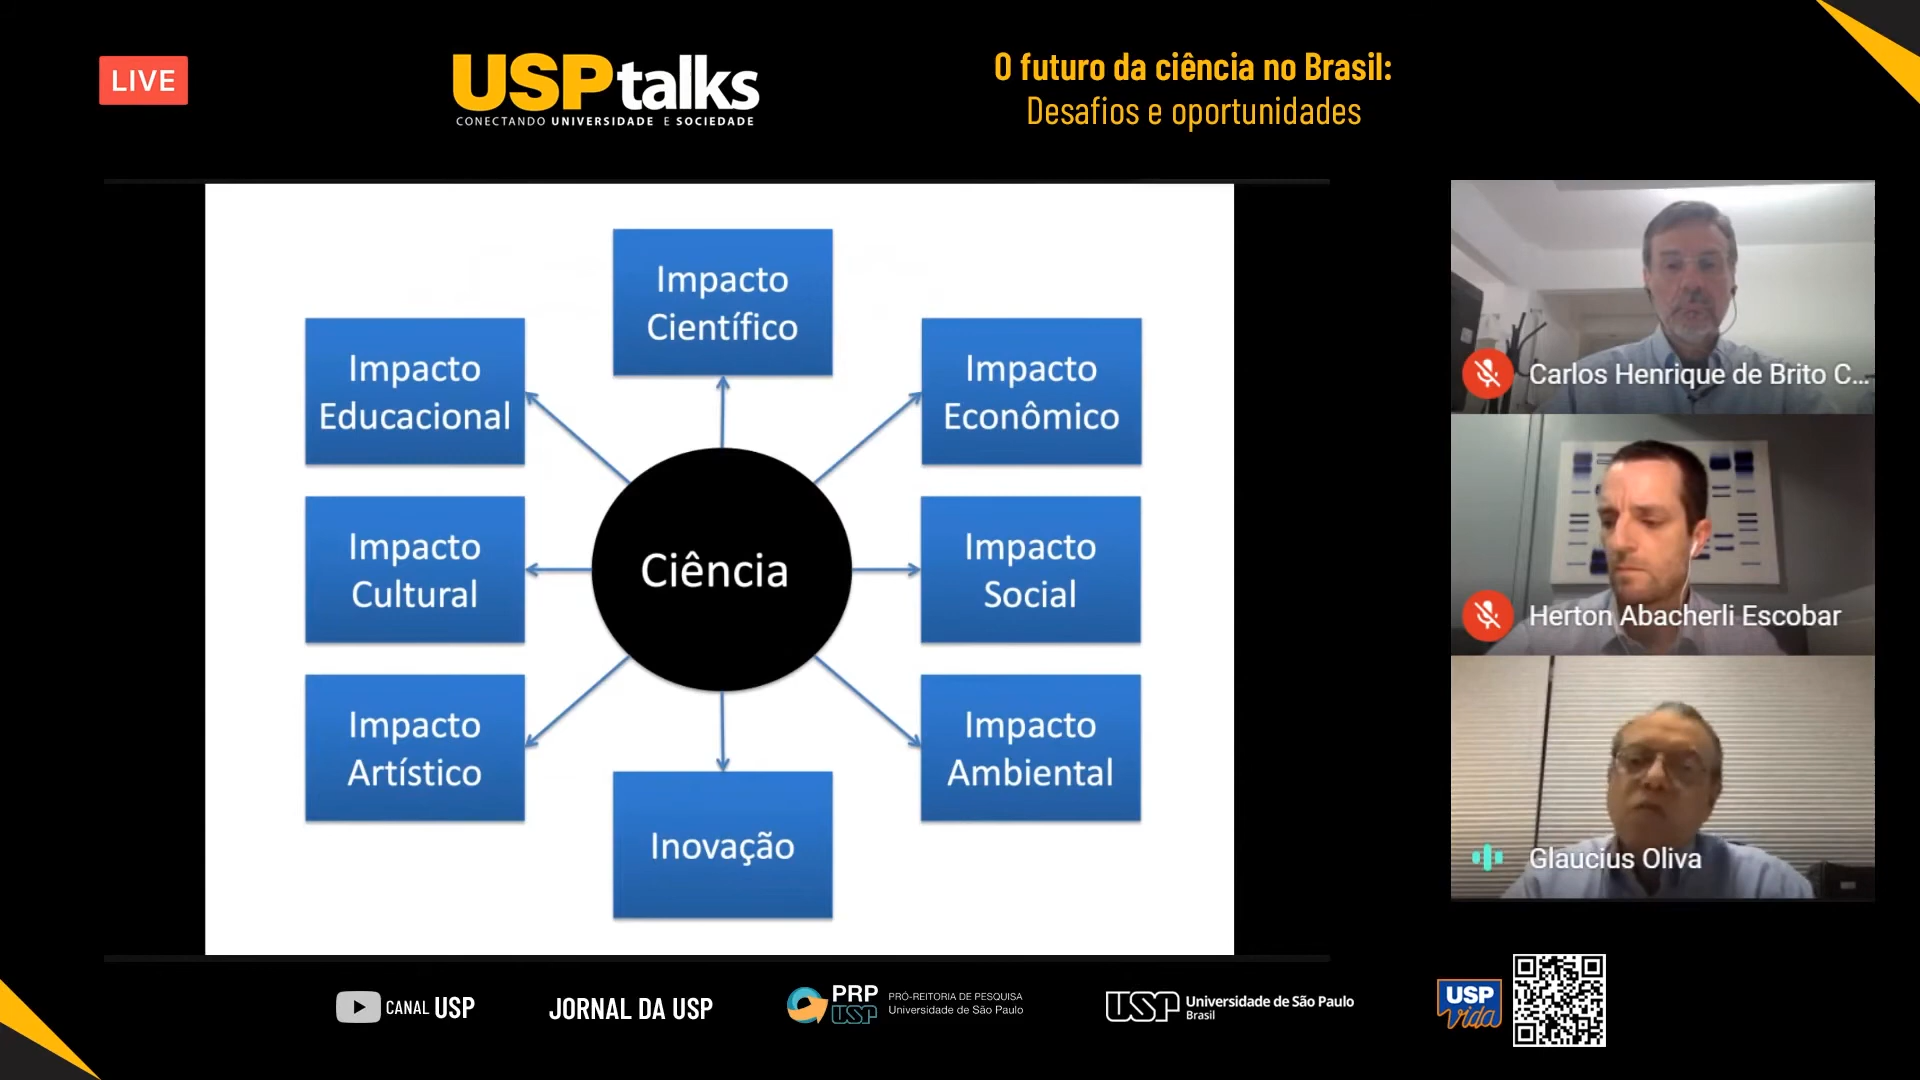 LIVE
USPtalks
CONECTANDO UNIVERSIDADE E SOCIEDADE
O futuro da ciência no Brasil:
Desafios e oportunidades
Impacto
Científico
Impacto
Educacional
Impacto
Econômico
Impacto
Cultural
Ciência
Impacto
Social
Impacto
Artístico
Impacto
Ambiental
Inovação
Carlos Henrique de Brito C...
Herton Abacherli Escobar
Glaucius Oliva
CANAL USP
JORNAL DA USP
PRP
USP
PRÓ-REITORIA DE PESQUISA
Universidade de São Paulo
USP
Universidade de São Paulo
Brasil
USP
Vida